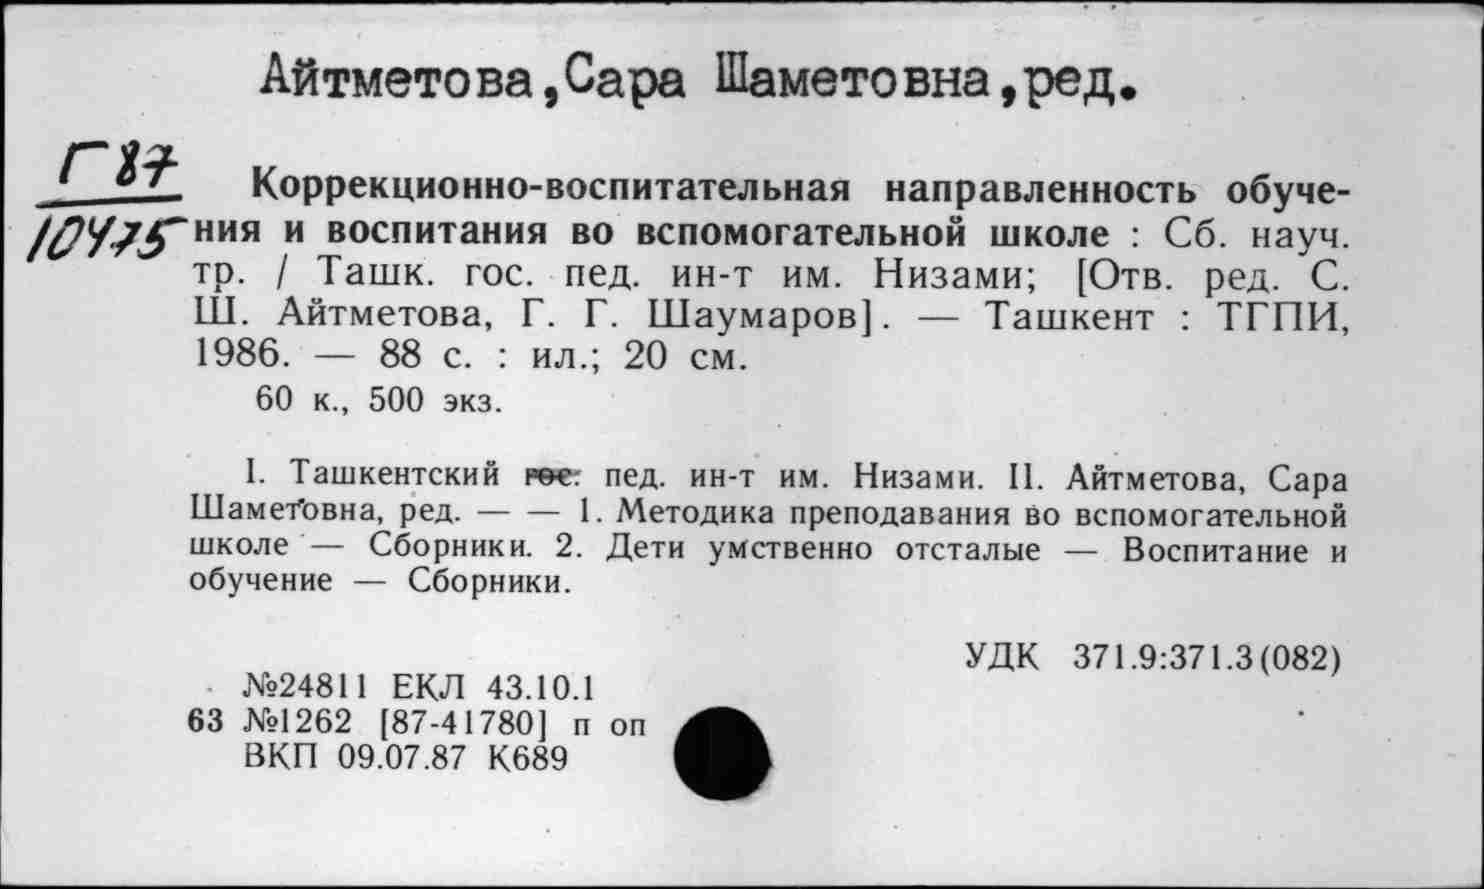 Айтметова,Сара Шаметовна,ред.
Г87
10475
Коррекционно-воспитательная направленность обуче-
ния и воспитания во вспомогательной школе : Сб. науч.
тр. / Ташк. гос. пед. ин-т им. Низами; [Отв. ред. С.
Ш. Айтметова, Г. Г. Шаумаров]. — Ташкент : ТГПИ,
1986. — 88 с. : ил.; 20 см.
60 к., 500 экз.
I. Ташкентский гос. пед. ин-т им. Низами. II. Айтметова, Сара
Шаметовна, ред. — — 1. Методика преподавания во вспомогательной
школе — Сборники. 2. Дети умственно отсталые — Воспитание и
обучение — Сборники.
УДК 371.9:371.3(082)
№24811 ЕКЛ 43.10.1
63 №1262 [87-41780] п оп
ВКП 09.07.87 К689